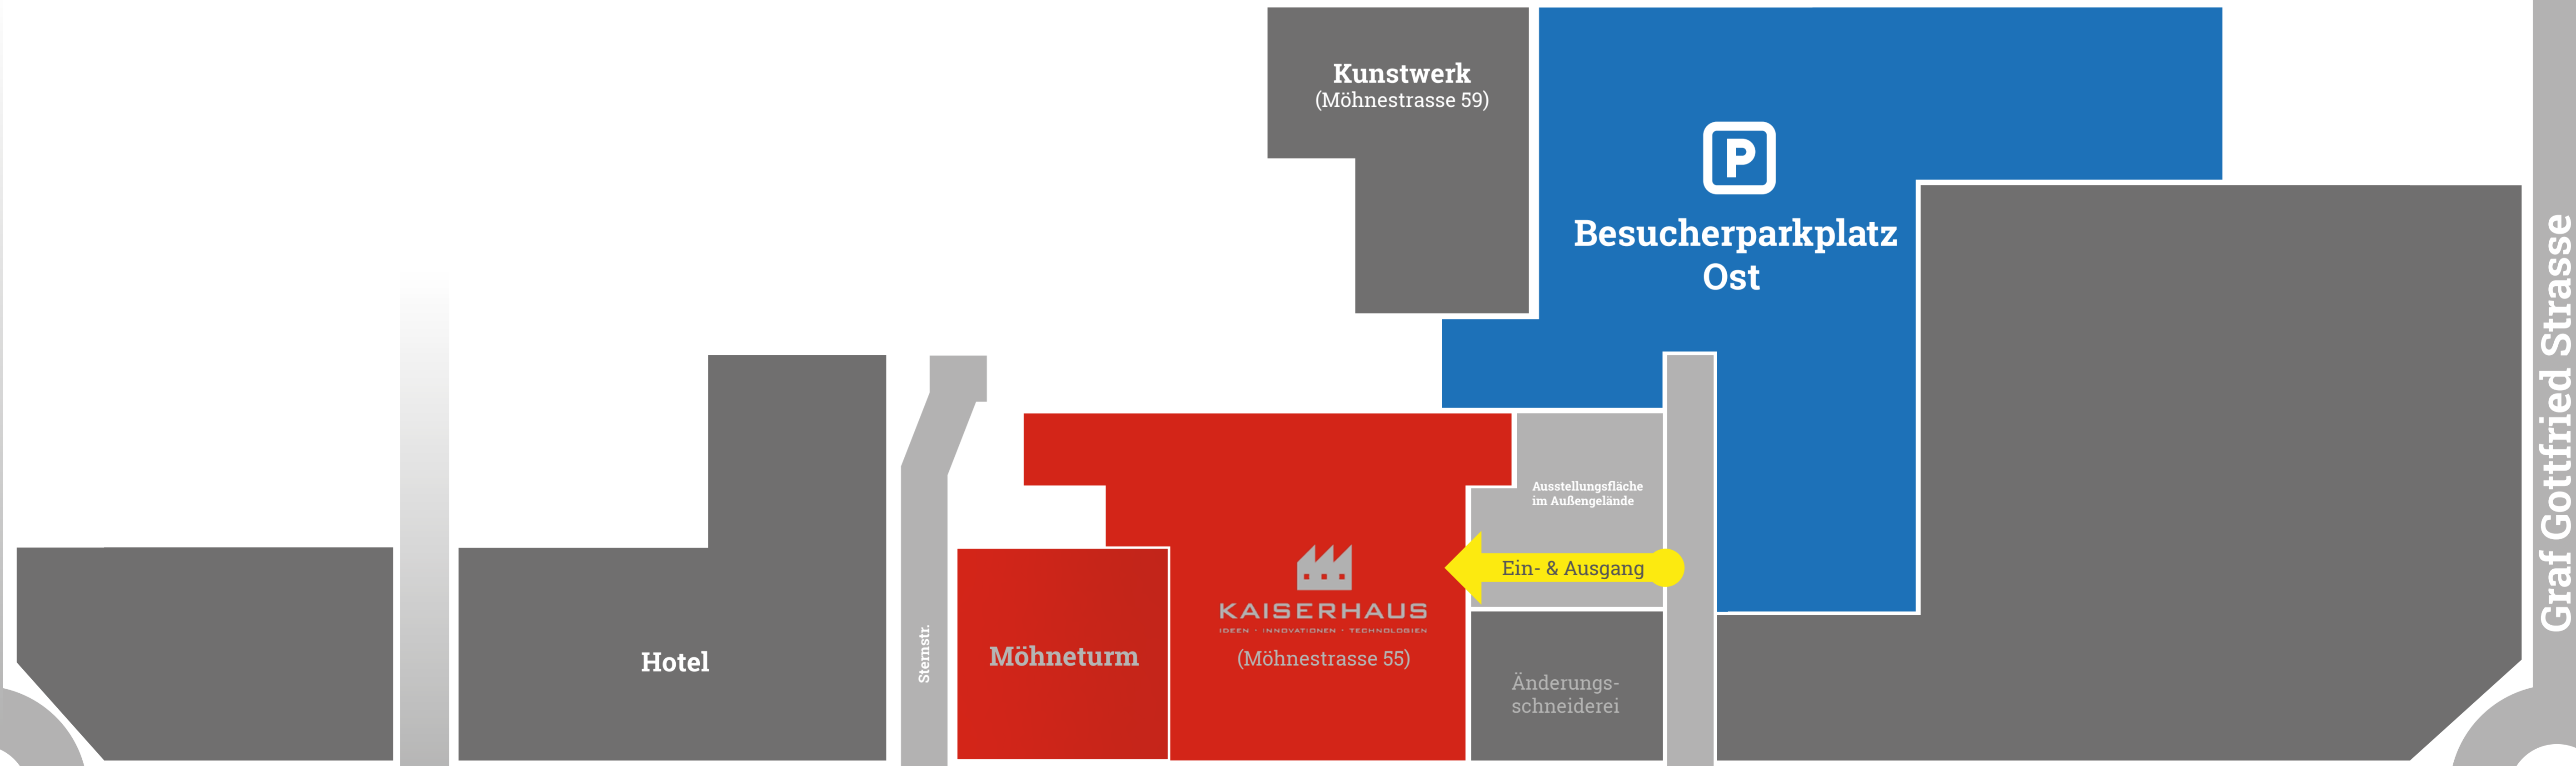 Kunstwerk
(Möhnestrasse 59)
P
Besucherparkplatz
Ost
Graf Gottfried Strasse
Ausstellungsfläche
im Außengelände
Ein- & Ausgang
KAISERHAUS
IDEEN · INNOVATIONEN · TECHNOLOGIEN
(Möhnestrasse 55)
Möhneturm
Sternstr.
Hotel
Änderungs-
schneiderei